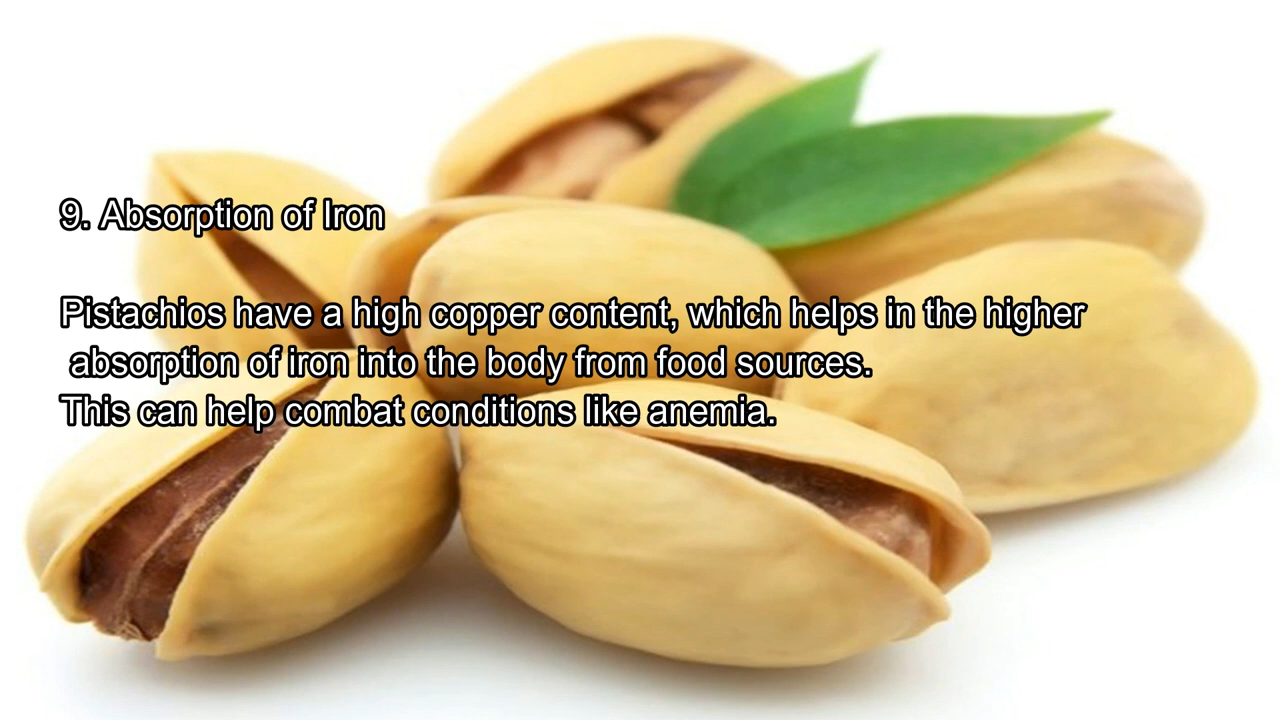 9. Absorption of Iron
Pistachios have a high copper content, which helps in the higher
absorption of iron into the body from food sources.
This can help combat conditions like anemia.